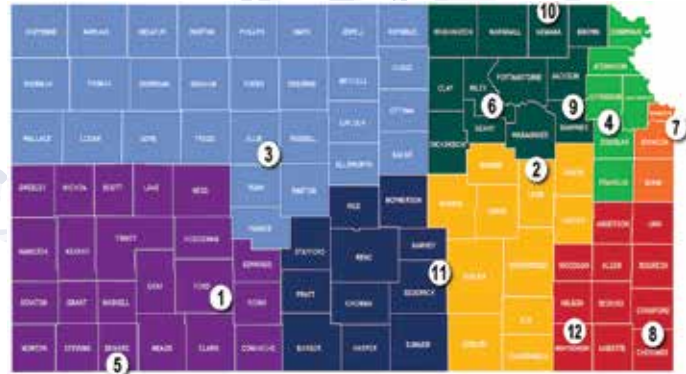 10
CHEYENNE RAWLINS DECATUR NORTON PHILLIPS SMITH JEWELL REPUBLIC WASHINGTON MARSHALL NEMAHA BROWN DONIPHAN
CLOUD
SHERMAN THOMAS SHERIDAN GRAHAM ROOKS OSBORNE MITCHELL CLAY RILEY POTTAWATOMIE JACKSON ATCHISON
JEFFERSON
6 9 4 7
OTTAWA
LINCOLN GEARY WABAUNSEE SHAWNEE
WALLACE LOGAN GOVE TREGO ELLIS RUSSELL DICKINSON DOUGLAS JOHNSON
3 2
ELLSWORTH SALINE MORRIS
GREELEY WICHITA SCOTT LANE NESS RUSH BARTON MARION CHASE LYON FRANKLIN MIAMI
RICE MCPHERSON
PAWNEE ANDERSON LINN
HAMILTON KEARNY FINNEY HODGEMAN STAFFORD RENO HARVEY
EDWARDS 11
GRAY FORD SEDGWICK BUTLER GREENWOOD WOODSON ALLEN BOURBON
STANTON GRANT HASKELL 1 KIOWA PRATT KINGMAN WILSON NEOSHO CRAWFORD
ELK
12 8
MORTON STEVENS SEWARD MEADE CLARK COMANCHE BARBER HARPER SUMNER COWLEY MONTGOMERY LABETTE CHEROKEE
5